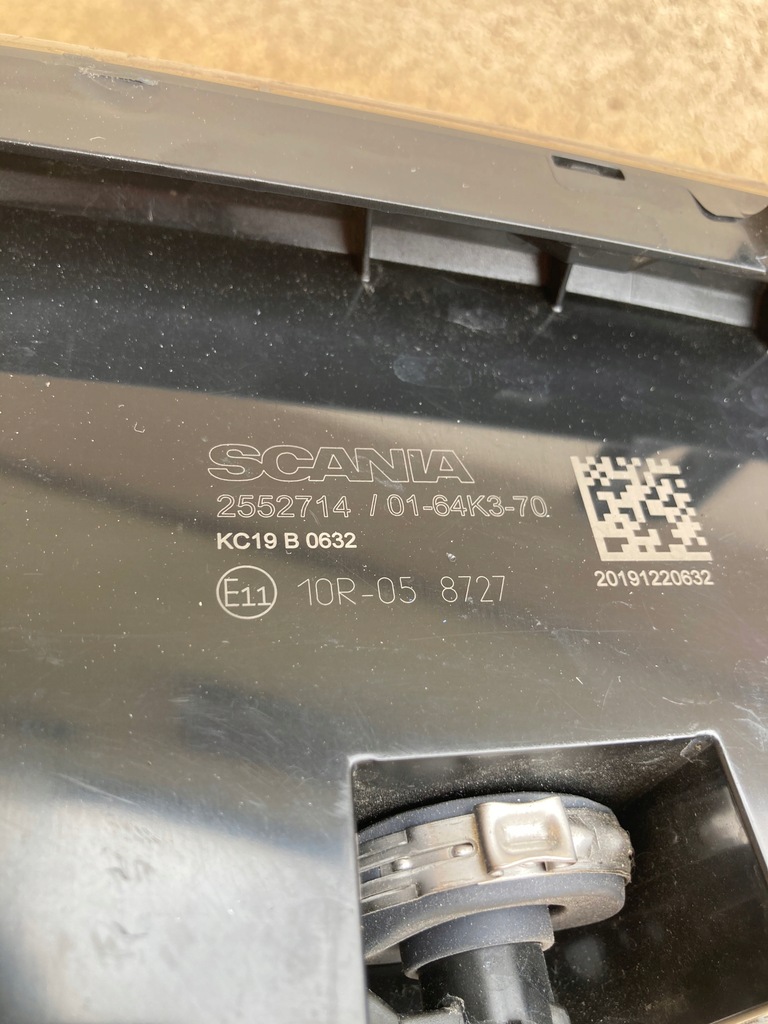 SCANIA
2552714 / 01-64K3-70
KC19 B 0632
E11 10R-05 8727
20191220632